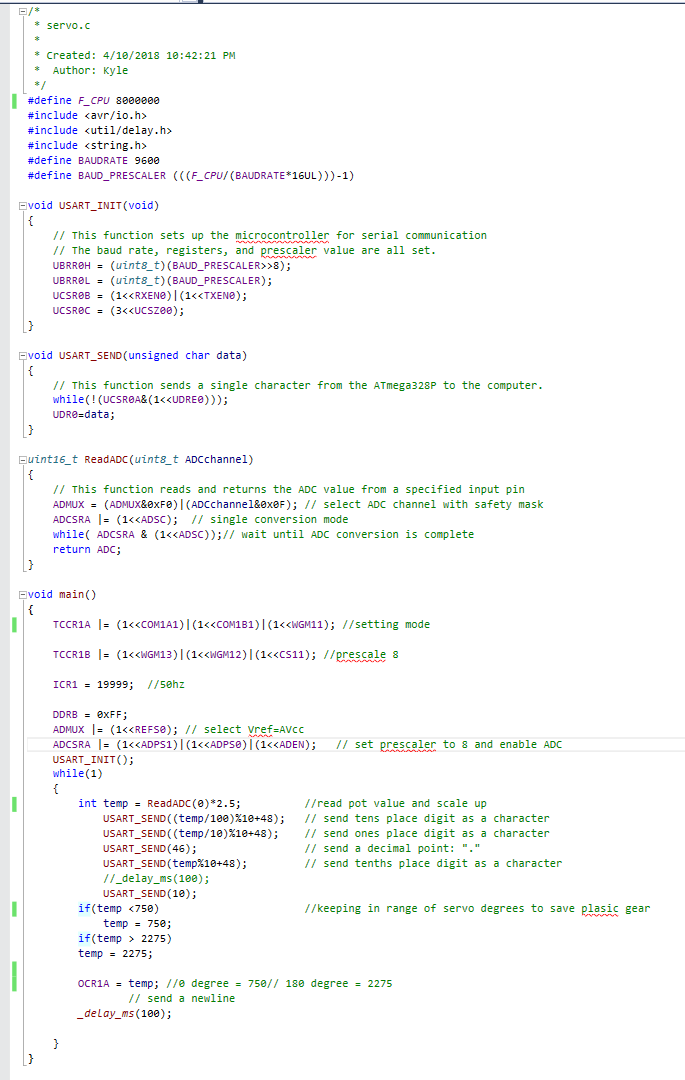 /*
 * servo.c
 *
 * Created: 4/10/2018 10:42:21 PM
 *  Author: Kyle
 */
#define F_CPU 8000000
#include <avr/io.h>
#include <util/delay.h>
#include <string.h>
#define BAUDRATE 9600
#define BAUD_PRESCALER (((F_CPU/(BAUDRATE*16UL)))-1)

void USART_INIT(void)
{
    // This function sets up the microcontroller for serial communication
    // The baud rate, registers, and prescaler value are all set.
    UBRR0H = (uint8_t)(BAUD_PRESCALER>>8);
    UBRR0L = (uint8_t)(BAUD_PRESCALER);
    UCSR0B = (1<<RXEN0)|(1<<TXEN0);
    UCSR0C = (3<<UCSZ00);
}

void USART_SEND(unsigned char data)
{
    // This function sends a single character from the ATmega328P to the computer.
    while(!(UCSR0A&(1<<UDRE0)));
    UDR0=data;
}

uint16_t ReadADC(uint8_t ADCchannel)
{
    // This function reads and returns the ADC value from a specified input pin
    ADMUX = (ADMUX&0xF0)|(ADCchannel&0x0F); // select ADC channel with safety mask
    ADCSRA |= (1<<ADSC);  // single conversion mode
    while( ADCSRA & (1<<ADSC));// wait until ADC conversion is complete
    return ADC;
}

void main()
{
    TCCR1A |= (1<<COM1A1)|(1<<COM1B1)|(1<<WGM11); //setting mode

    TCCR1B |= (1<<WGM13)|(1<<WGM12)|(1<<CS11); //prescale 8

    ICR1 = 19999;  //50hz

    DDRB = 0xFF;
    ADMUX |= (1<<REFS0); // select Vref=AVcc
    ADCSRA |= (1<<ADPS1)|(1<<ADPS0)|(1<<ADEN);   // set prescaler to 8 and enable ADC
    USART_INIT();
    while(1)
    {
        int temp = ReadADC(0)*2.5;          //read pot value and scale up
            USART_SEND((temp/100)%10+48);   // send tens place digit as a character
            USART_SEND((temp/10)%10+48);    // send ones place digit as a character
            USART_SEND(46);                 // send a decimal point: "."
            USART_SEND(temp%10+48);         // send tenths place digit as a character
            //_delay_ms(100);
            USART_SEND(10);
        if(temp <750)                       //keeping in range of servo degrees to save plasic gear
            temp = 750;
        if(temp > 2275)
        temp = 2275;

        OCR1A = temp; //0 degree = 750// 180 degree = 2275
                // send a newline
        _delay_ms(100);

    }
}